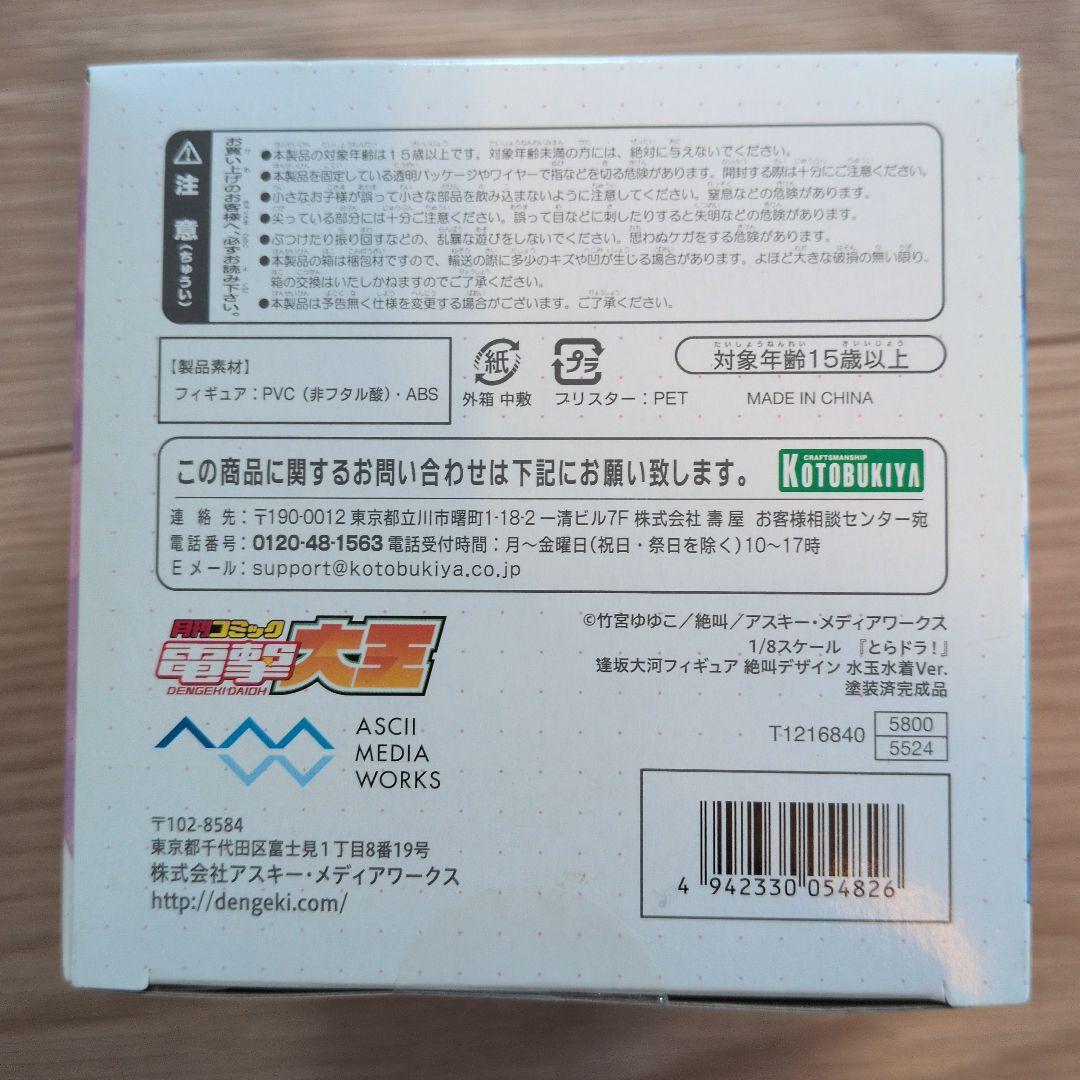 注意(ちゅうい)
お買い上げのお客様へ、必ずお読み下さい。
●本製品の対象年齢は15歳以上です。対象年齢未満の方には、絶対に与えないでください。
●本製品を固定している透明パッケージやワイヤーで指などを切る危険があります。開封する際は十分にご注意ください。
●小さなお子様が誤って小さな部品を飲み込まないように注意してください。窒息などの危険があります。
●尖っている部分には十分ご注意ください。誤って目などに刺したりすると失明などの危険があります。
●ぶつけたり振り回すなどの、乱暴な遊びをしないでください。思わぬケガをする危険があります。
●本製品の箱は梱包材ですので、輸送の際に多少のキズや凹が生じる場合があります。よほど大きな破損の無い限り、
箱の交換はいたしかねますのでご了承ください。
●本製品は予告無く仕様を変更する場合がございます。ご了承ください。
【製品素材】
フィギュア:PVC(非フタル酸)・ABS
紙
外箱 中敷
プラ
ブリスター:PET
たいしょうねんれい さいいじょう
対象年齢15歳以上
MADE IN CHINA
この商品に関するお問い合わせは下記にお願い致します。
CRAFTSMANSHIP
KOTOBUKIYA
連絡先:〒190-0012 東京都立川市曙町1-18-2 一清ビル7F 株式会社 壽屋 お客様相談センター宛
電話番号:0120-48-1563 電話受付時間:月〜金曜日(祝日・祭日を除く)10〜17時
Eメール:support@kotobukiya.co.jp
月刊コミック
電撃大王
DENGEKI DAIOH
©竹宮ゆゆこ/絶叫/アスキー・メディアワークス
1/8スケール 『とらドラ!』
逢坂大河フィギュア 絶叫デザイン 水玉水着Ver.
塗装済完成品
ASCII
MEDIA
WORKS
T1216840
5800
5524
〒102-8584
東京都千代田区富士見1丁目8番19号
株式会社アスキー・メディアワークス
http://dengeki.com/
4 942330 054826